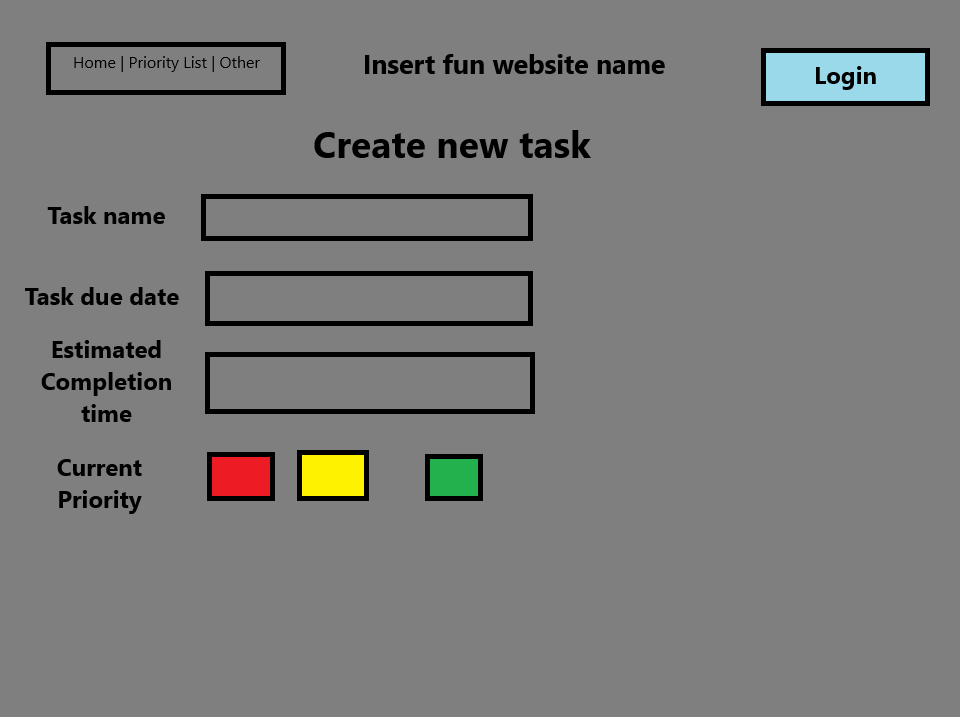 Home | Priority List | Other
Insert fun website name
Login
Create new task
Task name
Task due date
Estimated
Completion
time
Current
Priority